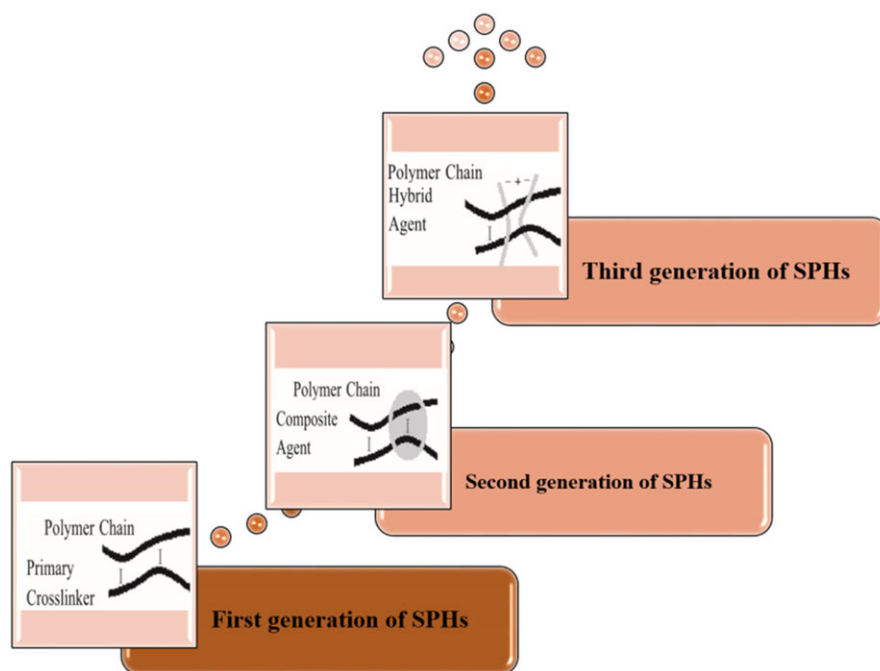 Polymer Chain
Hybrid
Agent
- + -
Third generation of SPHs
Polymer Chain
Composite
Agent
Second generation of SPHs
Polymer Chain
Primary
Crosslinker
First generation of SPHs